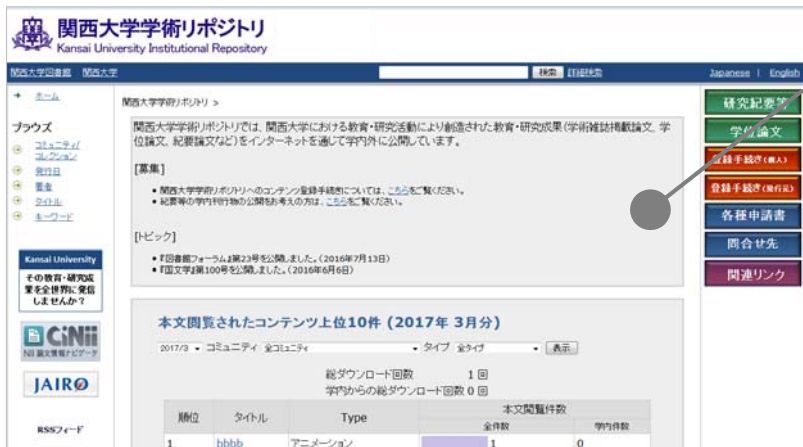 関西大学学術リポジトリ
Kansai University Institutional Repository
関西大学図書館 関西大学
検索 詳細検索
Japanese | English
ホーム
ブラウズ
コミュニティ/
コレクション
発行日
著者
タイトル
キーワード
Kansai University
その教育・研究成
果を全世界に発信
しませんか?
CiNii
NII 論文情報ナビゲータ
JAIRO
RSSフィード
関西大学学術リポジトリ >
関西大学学術リポジトリでは、関西大学における教育・研究活動により創造された教育・研究成果(学術雑誌掲載論文、学
位論文、紀要論文など)をインターネットを通じて学内外に公開しています。
[募集]
• 関西大学学術リポジトリへのコンテンツ登録手続きについては、こちらをご覧ください。
• 紀要等の学内刊行物の公開をお考えの方は、こちらをご覧ください。
[トピック]
• 『図書館フォーラム』第23号を公開しました。(2016年7月13日)
• 『国文学』第100号を公開しました。(2016年6月6日)
本文閲覧されたコンテンツ上位10件 (2017年 3月分)
2017/3 コミュニティ 全コミュニティ タイプ 全タイプ 表示
総ダウンロード回数 1 回
学内からの総ダウンロード回数 0 回
順位 タイトル Type 本文閲覧件数
全件数 学内件数
1 bbbb アニメーション 1 0
研究紀要等
学位論文
登録手続き(個人)
登録手続き(発行元)
各種申請書
問合せ先
関連リンク